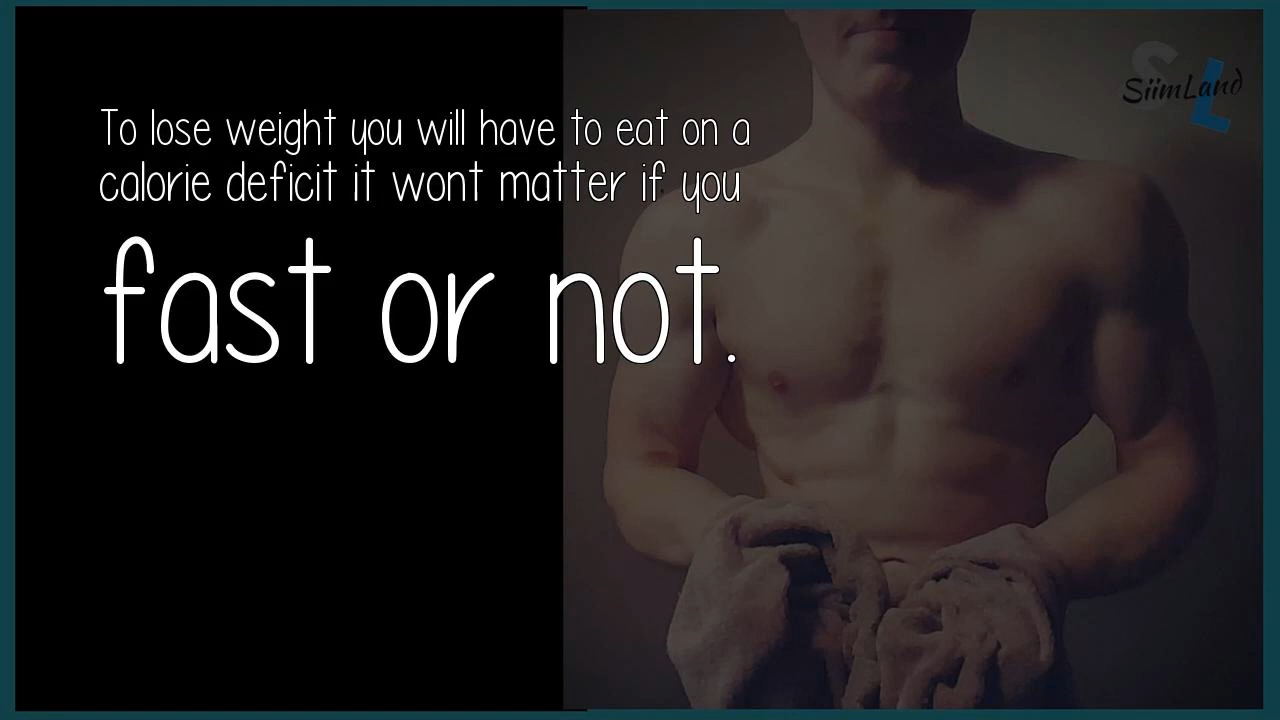 To lose weight you will have to eat on a
calorie deficit it wont matter if you
fast or not.
SL
SiimLand